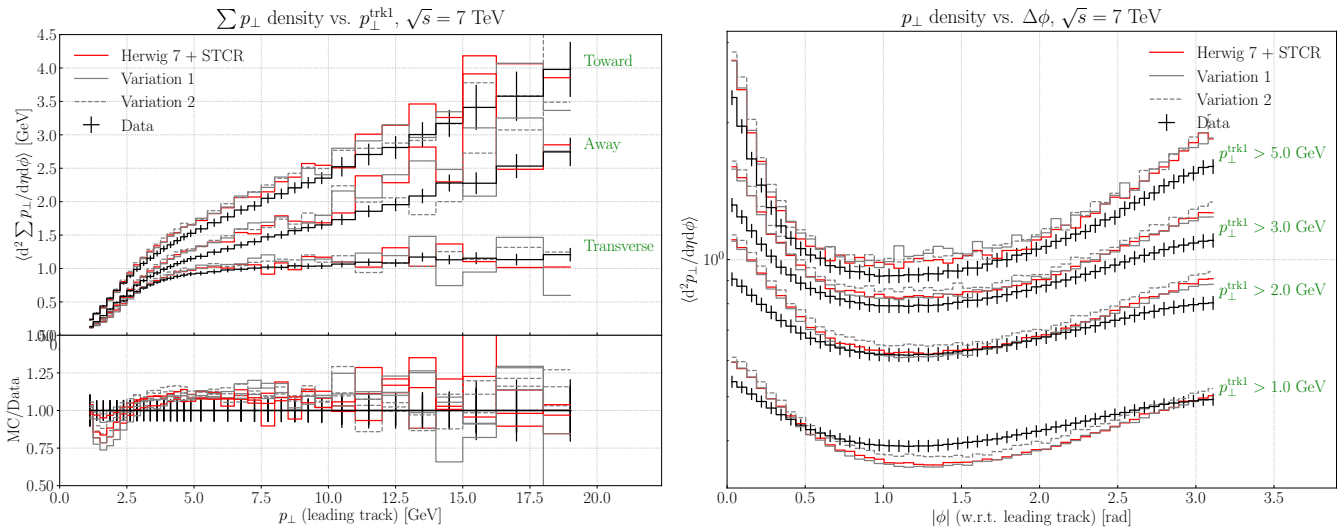 ∑ p⊥ density vs. p⊥^trk1, √s = 7 TeV
⟨d² ∑ p⊥/dηdϕ⟩ [GeV]
4.5
4.0
3.5
3.0
2.5
2.0
1.5
1.0
0.5
Herwig 7 + STCR
Variation 1
Variation 2
Data
Toward
Away
Transverse
MC/Data
1.25
1.00
0.75
0.50
0.0
2.5
5.0
7.5
10.0
12.5
15.0
17.5
20.0
p⊥ (leading track) [GeV]
p⊥ density vs. Δϕ, √s = 7 TeV
⟨d²p⊥/dηdϕ⟩
10⁰
Herwig 7 + STCR
Variation 1
Variation 2
Data
p⊥^trk1 > 5.0 GeV
p⊥^trk1 > 3.0 GeV
p⊥^trk1 > 2.0 GeV
p⊥^trk1 > 1.0 GeV
0.0
0.5
1.0
1.5
2.0
2.5
3.0
3.5
|ϕ| (w.r.t. leading track) [rad]